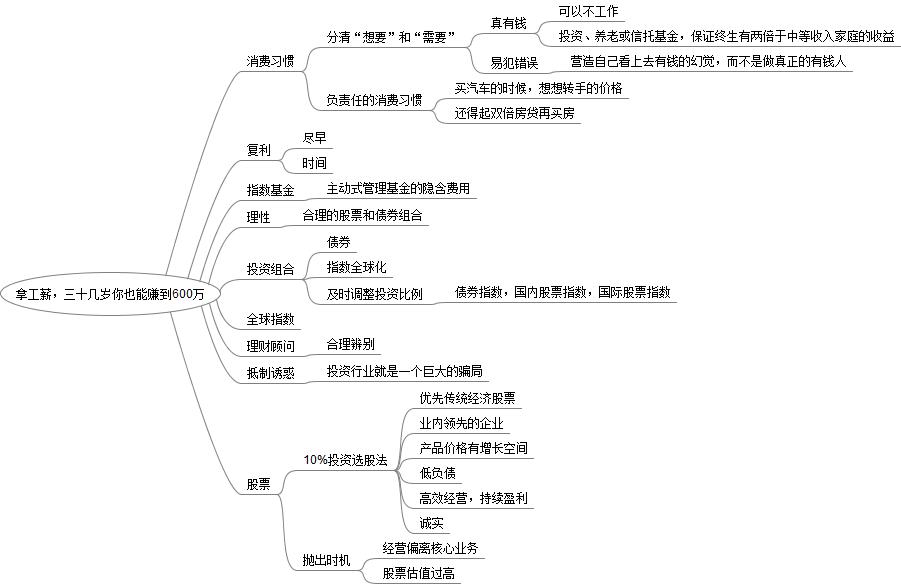 拿工薪，三十几岁你也能赚到600万
消费习惯
分清“想要”和“需要”
真有钱
可以不工作
投资、养老或信托基金，保证终生有两倍于中等收入家庭的收益
易犯错误
营造自己看上去有钱的幻觉，而不是做真正的有钱人
负责任的消费习惯
买汽车的时候，想想转手的价格
还得起双倍房贷再买房
复利
尽早
时间
指数基金
主动式管理基金的隐含费用
理性
合理的股票和债券组合
投资组合
债券
指数全球化
及时调整投资比例
债券指数，国内股票指数，国际股票指数
全球指数
理财顾问
合理辨别
抵制诱惑
投资行业就是一个巨大的骗局
股票
10%投资选股法
优先传统经济股票
业内领先的企业
产品价格有增长空间
低负债
高效经营，持续盈利
诚实
抛出时机
经营偏离核心业务
股票估值过高